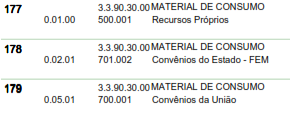 177 3.3.90.30.00 MATERIAL DE CONSUMO
0.01.00 500.001 Recursos Próprios
178 3.3.90.30.00 MATERIAL DE CONSUMO
0.02.01 701.002 Convênios do Estado - FEM
179 3.3.90.30.00 MATERIAL DE CONSUMO
0.05.01 700.001 Convênios da União